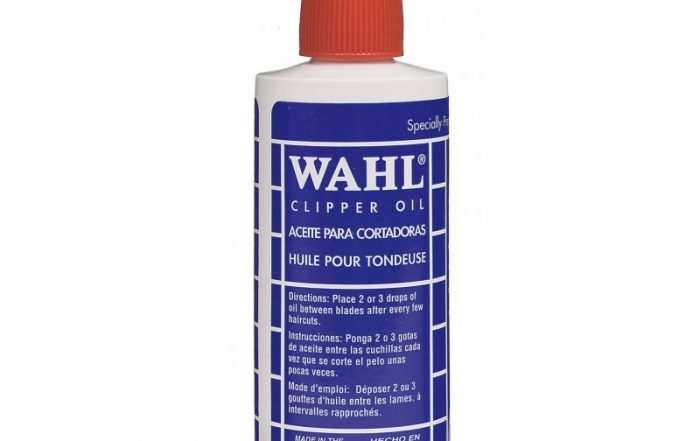 Specially
WAHL®
CLIPPER OIL
ACEITE PARA CORTADORAS
HUILE POUR TONDEUSE
Directions: Place 2 or 3 drops of
oil between blades after every few
haircuts.
Instrucciones: Ponga 2 o 3 gotas
de aceite entre las cuchillas cada
vez que se corte el pelo unas
pocas veces.
Mode d'emploi: Déposer 2 ou 3
gouttes d'huile entre les lames, à
intervalles rapprochés.
MADE IN THE
HECHO EN